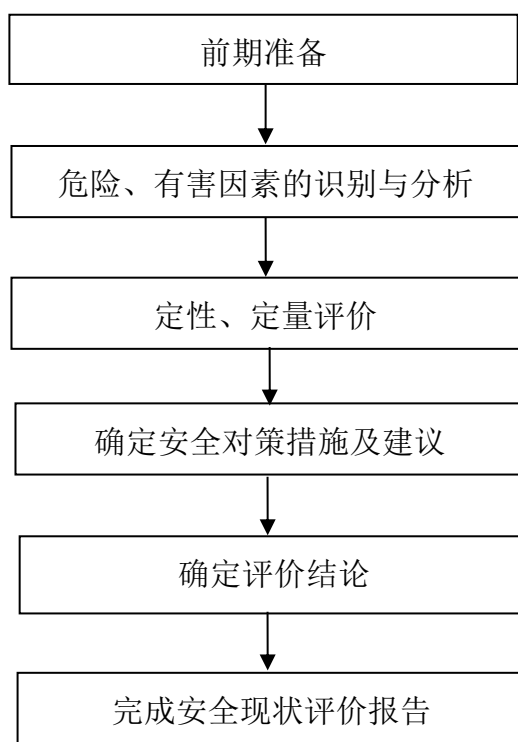 前期准备
危险、有害因素的识别与分析
定性、定量评价
确定安全对策措施及建议
确定评价结论
完成安全现状评价报告